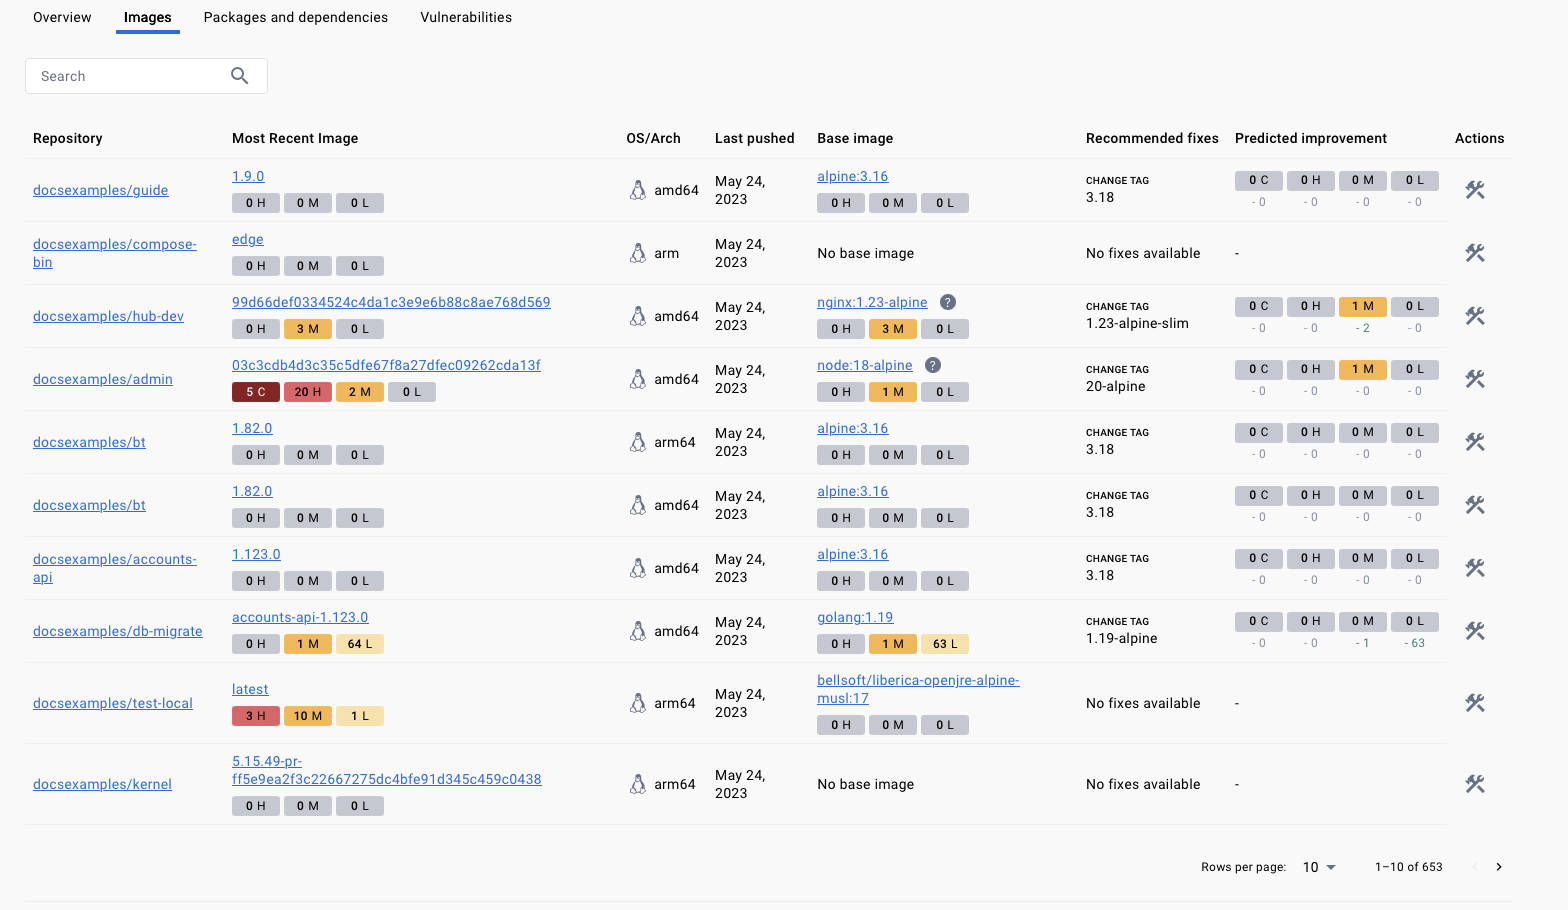 Overview Images Packages and dependencies Vulnerabilities
Search
Repository Most Recent Image OS/Arch Last pushed Base image Recommended fixes Predicted improvement Actions
docsexamples/guide
1.9.0
0 H 0 M 0 L
amd64
May 24,
2023
alpine:3.16
0 H 0 M 0 L
CHANGE TAG
3.18
0 C 0 H 0 M 0 L
- 0 - 0 - 0 - 0
docsexamples/compose-
bin
edge
0 H 0 M 0 L
arm
May 24,
2023
No base image
No fixes available
-
docsexamples/hub-dev
99d66def0334524c4da1c3e9e6b88c8ae768d569
0 H 3 M 0 L
amd64
May 24,
2023
nginx:1.23-alpine ?
0 H 3 M 0 L
CHANGE TAG
1.23-alpine-slim
0 C 0 H 1 M 0 L
- 0 - 0 - 2 - 0
docsexamples/admin
03c3cdb4d3c35c5dfe67f8a27dfec09262cda13f
5 C 20 H 2 M 0 L
amd64
May 24,
2023
node:18-alpine ?
0 H 1 M 0 L
CHANGE TAG
20-alpine
0 C 0 H 1 M 0 L
- 0 - 0 - 0 - 0
docsexamples/bt
1.82.0
0 H 0 M 0 L
arm64
May 24,
2023
alpine:3.16
0 H 0 M 0 L
CHANGE TAG
3.18
0 C 0 H 0 M 0 L
- 0 - 0 - 0 - 0
docsexamples/bt
1.82.0
0 H 0 M 0 L
amd64
May 24,
2023
alpine:3.16
0 H 0 M 0 L
CHANGE TAG
3.18
0 C 0 H 0 M 0 L
- 0 - 0 - 0 - 0
docsexamples/accounts-
api
1.123.0
0 H 0 M 0 L
amd64
May 24,
2023
alpine:3.16
0 H 0 M 0 L
CHANGE TAG
3.18
0 C 0 H 0 M 0 L
- 0 - 0 - 0 - 0
docsexamples/db-migrate
accounts-api-1.123.0
0 H 1 M 64 L
amd64
May 24,
2023
golang:1.19
0 H 1 M 63 L
CHANGE TAG
1.19-alpine
0 C 0 H 0 M 0 L
- 0 - 0 - 1 - 63
docsexamples/test-local
latest
3 H 10 M 1 L
arm64
May 24,
2023
bellsoft/liberica-openjre-alpine-
musl:17
0 H 0 M 0 L
No fixes available
-
docsexamples/kernel
5.15.49-pr-
ff5e9ea2f3c22667275dc4bfe91d345c459c0438
0 H 0 M 0 L
arm64
May 24,
2023
No base image
No fixes available
-
Rows per page: 10 1–10 of 653